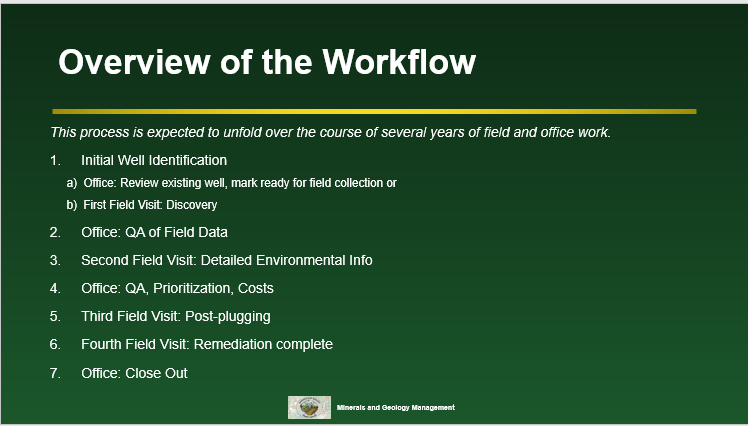 Overview of the Workflow
This process is expected to unfold over the course of several years of field and office work.
1. Initial Well Identification
a) Office: Review existing well, mark ready for field collection or
b) First Field Visit: Discovery
2. Office: QA of Field Data
3. Second Field Visit: Detailed Environmental Info
4. Office: QA, Prioritization, Costs
5. Third Field Visit: Post-plugging
6. Fourth Field Visit: Remediation complete
7. Office: Close Out
Minerals and Geology Management